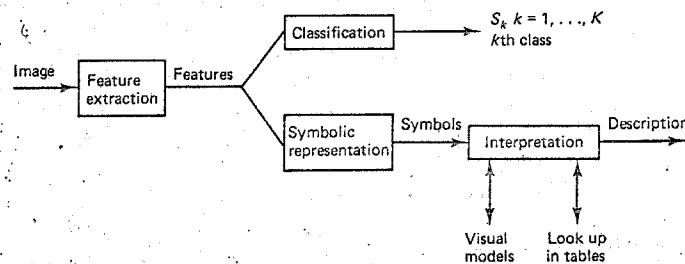 Image
Feature
extraction
Features
Classification
S_k k = 1, . . ., K
kth class
Symbolic
representation
Symbols
Interpretation
Description
Visual
models
Look up
in tables